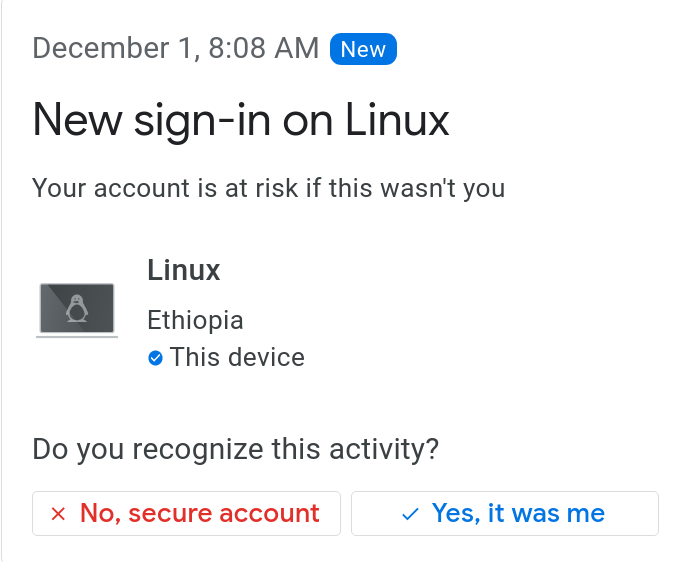 December 1, 8:08 AM New
New sign-in on Linux
Your account is at risk if this wasn't you
Linux
Ethiopia
This device
Do you recognize this activity?
No, secure account
Yes, it was me